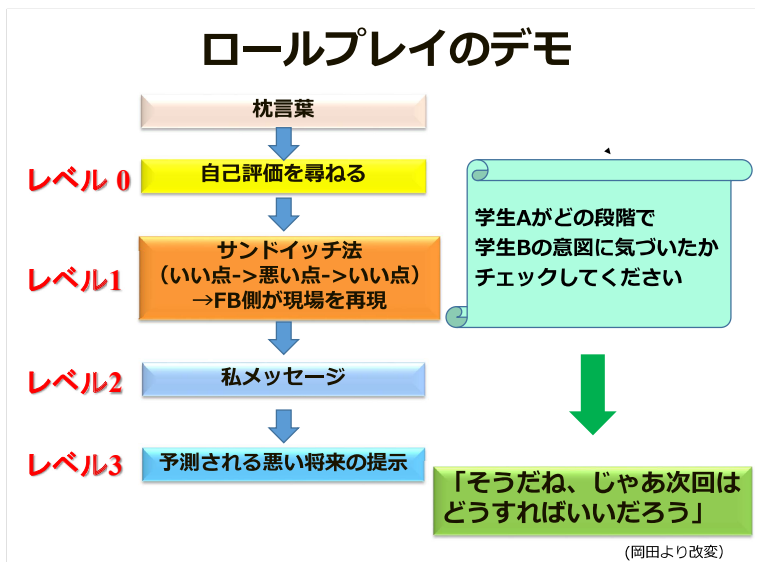 ロールプレイのデモ
枕言葉
レベル 0
自己評価を尋ねる
レベル1
サンドイッチ法
（いい点->悪い点->いい点）
→FB側が現場を再現
レベル2
私メッセージ
レベル3
予測される悪い将来の提示
学生Aがどの段階で
学生Bの意図に気づいたか
チェックしてください
「そうだね、じゃあ次回は
どうすればいいだろう」
(岡田より改変）